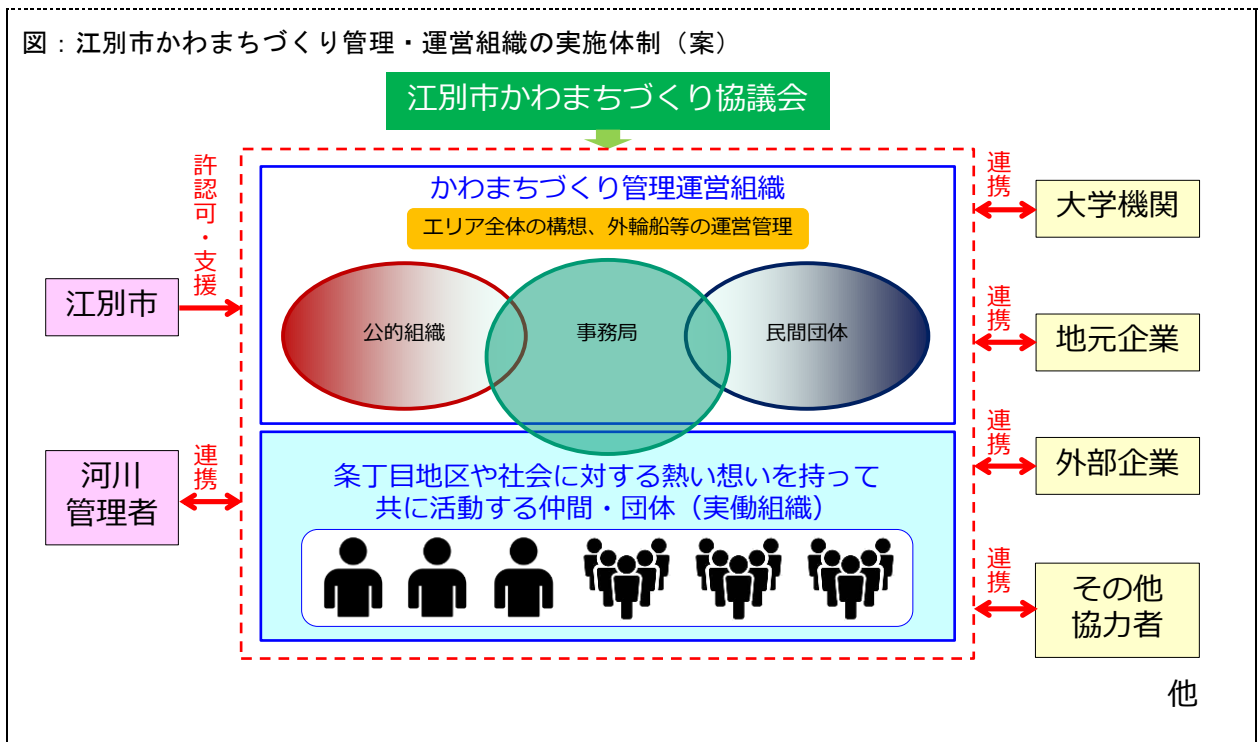 図：江別市かわまちづくり管理・運営組織の実施体制（案）
江別市かわまちづくり協議会
許認可・支援
江別市
連携
河川
管理者
かわまちづくり管理運営組織
エリア全体の構想、外輪船等の運営管理
公的組織
事務局
民間団体
条丁目地区や社会に対する熱い想いを持って
共に活動する仲間・団体（実働組織）
連携
大学機関
連携
地元企業
連携
外部企業
連携
その他
協力者
他